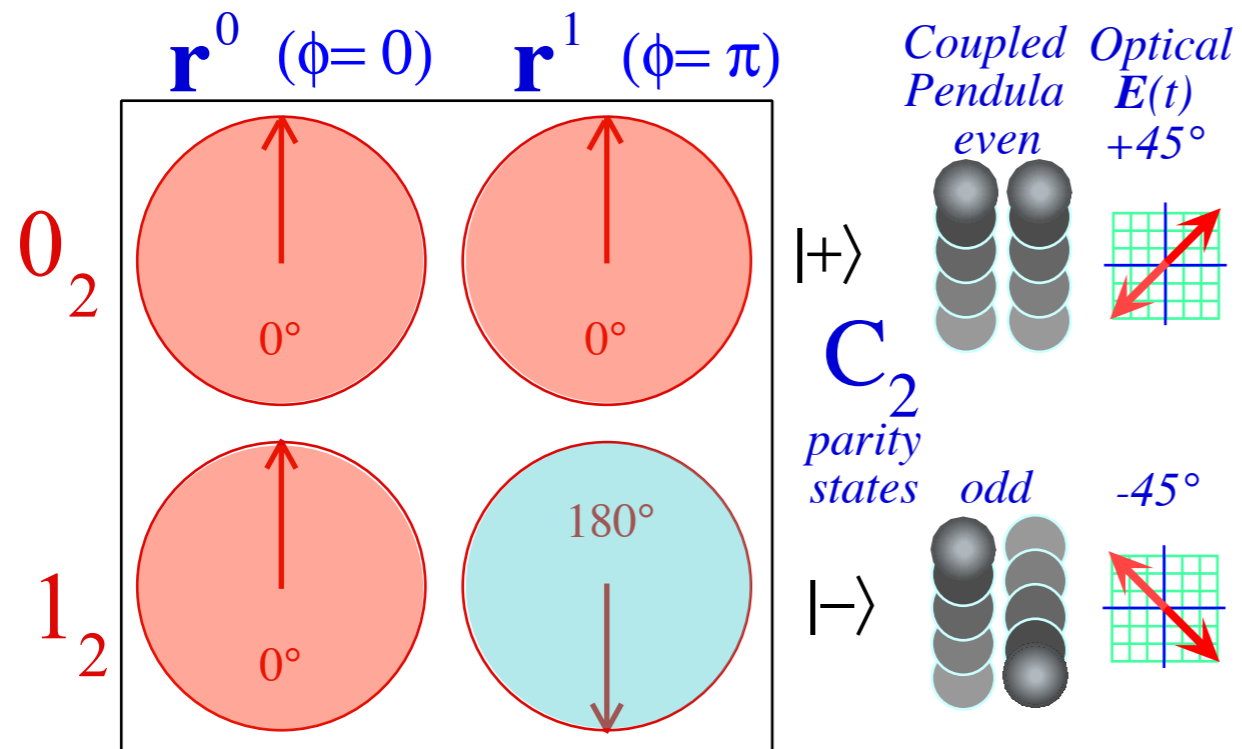 r⁰ (ϕ= 0) r¹ (ϕ= π)
Coupled Pendula even
Optical E(t) +45°
0₂ 0° 0° |+⟩
C₂ parity states
1₂ 0° 180° |−⟩
odd -45°